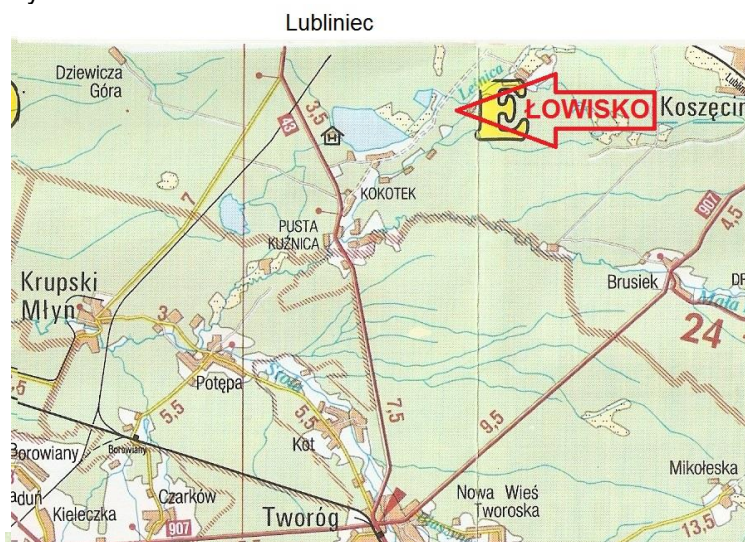 Lubliniec
Dziewicza
Góra
43
3,5
Leśnica
ŁOWISKO
Koszęcin
7
KOKOTEK
PUSTA
KUŹNICA
907
4,5
Krupski
Młyn
Brusiek
Mała
24
3
Potępa
Stoła
5,5
5,5
7,5
9,5
Kot
Borowiany
Borowiany
Mikołeska
Czarków
Kieleczka
907
Tworóg
Nowa Wieś
Tworoska
13,5